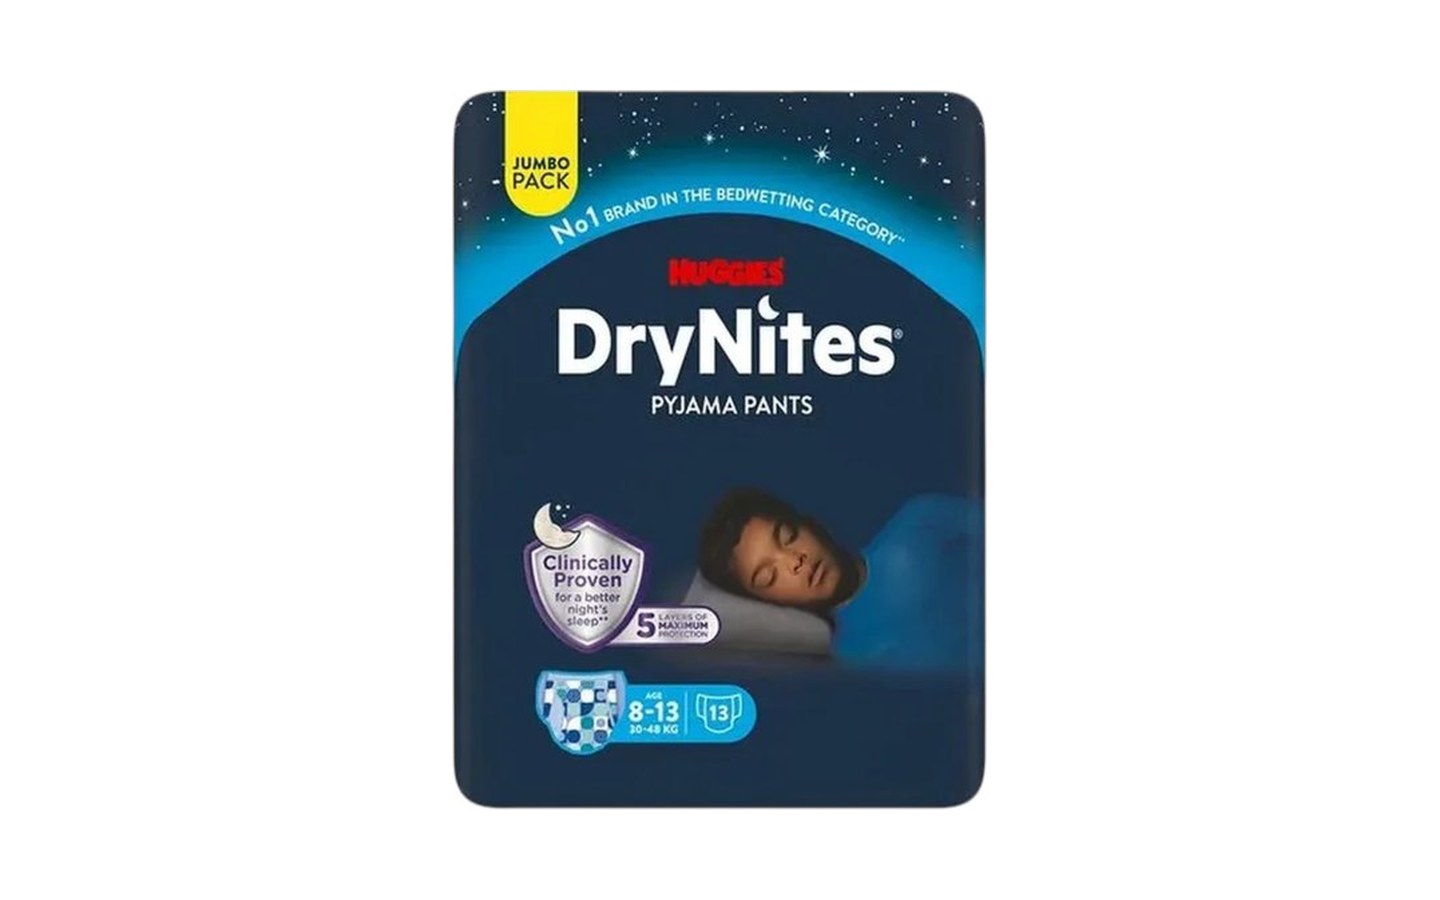 JUMBO
PACK
No1 BRAND IN THE BEDWETTING CATEGORY**
HUGGIES
DryNites®
PYJAMA PANTS
Clinically
Proven
for a better
night's
sleep**
5 LAYERS OF
MAXIMUM
PROTECTION
AGE
8-13
30-48 KG
13